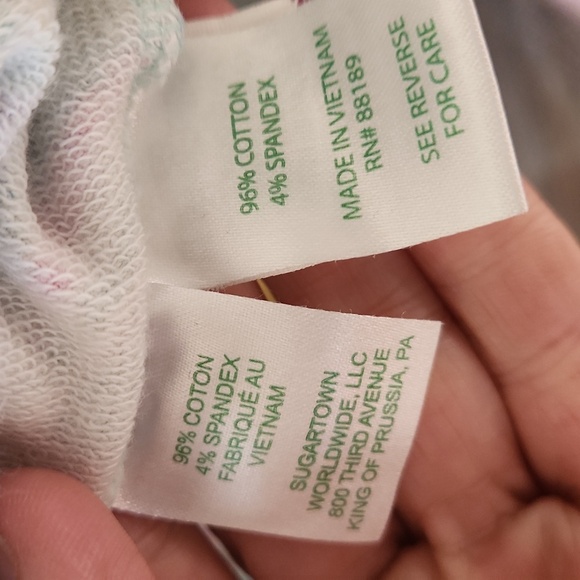 96% COTTON
4% SPANDEX
MADE IN VIETNAM
RN# 88189
SEE REVERSE
FOR CARE
96% COTON
4% SPANDEX
FABRIQUÉ AU
VIETNAM
SUGARTOWN
WORLDWIDE, LLC
800 THIRD AVENUE
KING OF PRUSSIA, PA